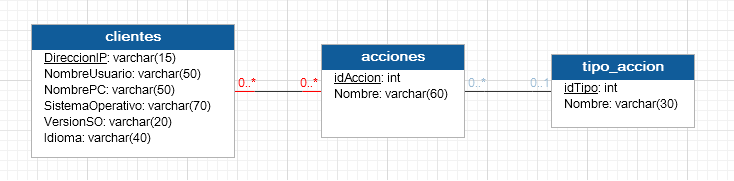 clientes
DireccionIP: varchar(15)
NombreUsuario: varchar(50)
NombrePC: varchar(50)
SistemaOperativo: varchar(70)
VersionSO: varchar(20)
Idioma: varchar(40)
0..*
0..*
acciones
idAccion: int
Nombre: varchar(60)
0..*
0..1
tipo_accion
idTipo: int
Nombre: varchar(30)